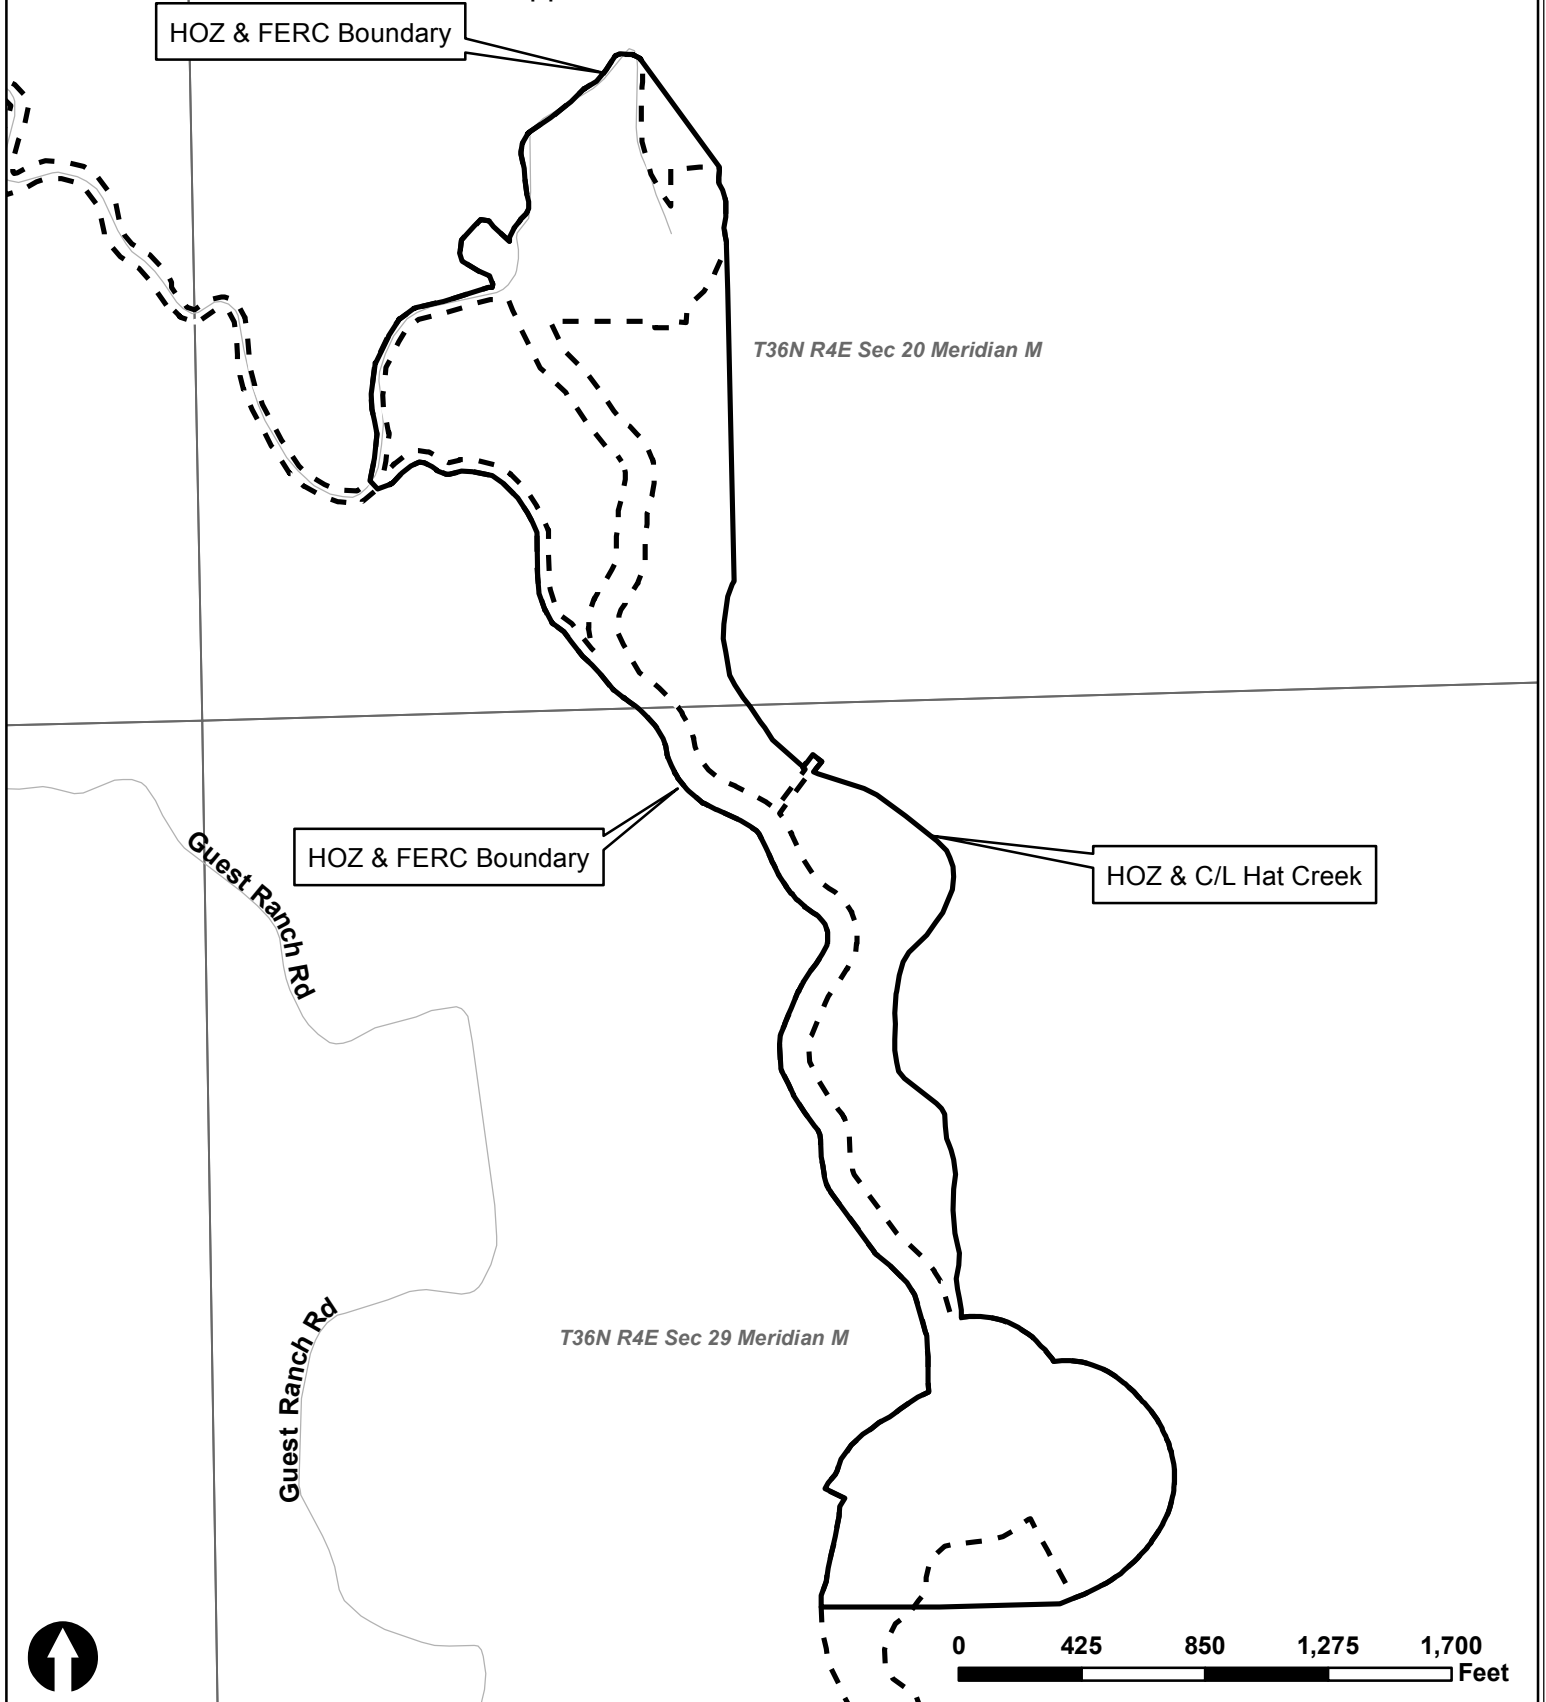 HOZ & FERC Boundary
T36N R4E Sec 20 Meridian M
Guest Ranch Rd
HOZ & FERC Boundary
HOZ & C/L Hat Creek
Guest Ranch Rd
T36N R4E Sec 29 Meridian M
0 425 850 1,275 1,700
Feet